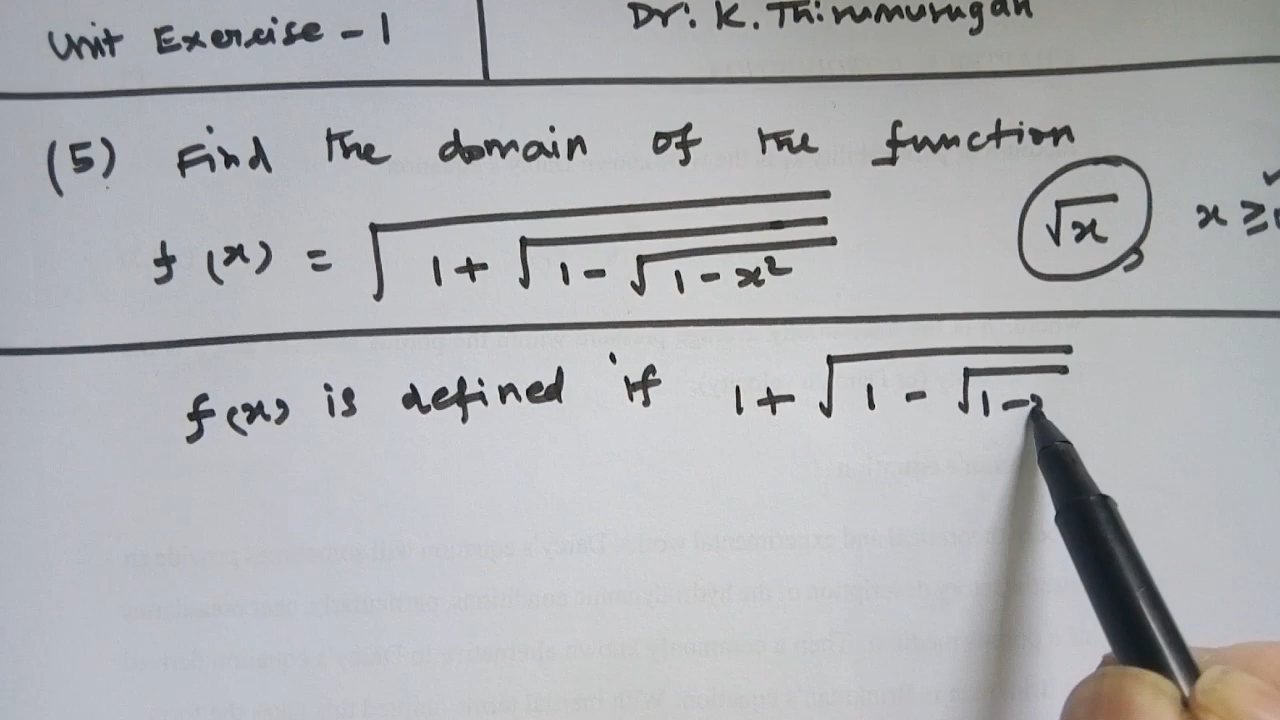 Unit Exercise - 1
Dr. K. Thirumurugan
(5) Find the domain of the function
f(x) = √(1 + √(1 - √(1 - x²)))
√x, x ≥
f(x) is defined if 1 + √(1 - √(1 -